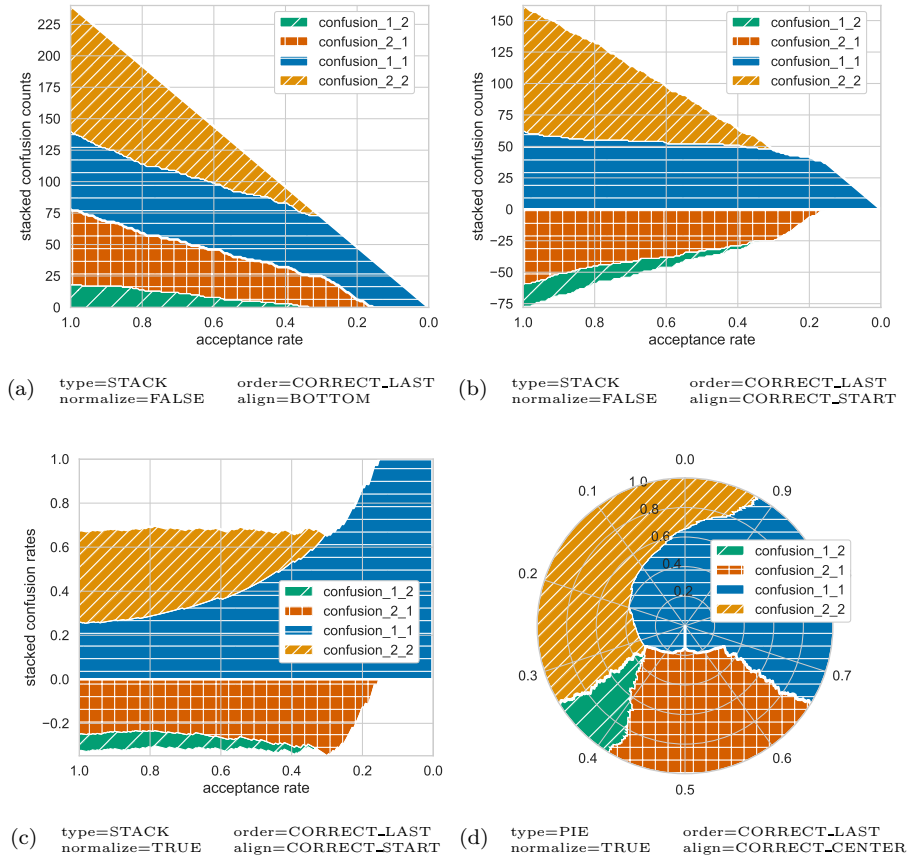 stacked confusion counts
225
200
175
150
125
100
75
50
25
0
1.0 0.8 0.6 0.4 0.2 0.0
acceptance rate
confusion_1_2
confusion_2_1
confusion_1_1
confusion_2_2
(a) type=STACK order=CORRECT_LAST
normalize=FALSE align=BOTTOM
stacked confusion counts
150
125
100
75
50
25
0
−25
−50
−75
1.0 0.8 0.6 0.4 0.2 0.0
acceptance rate
confusion_1_2
confusion_2_1
confusion_1_1
confusion_2_2
(b) type=STACK order=CORRECT_LAST
normalize=FALSE align=CORRECT_START
stacked confusion rates
1.0
0.8
0.6
0.4
0.2
0.0
−0.2
1.0 0.8 0.6 0.4 0.2 0.0
acceptance rate
confusion_1_2
confusion_2_1
confusion_1_1
confusion_2_2
(c) type=STACK order=CORRECT_LAST
normalize=TRUE align=CORRECT_START
0.0
0.1
0.9
1.0
0.8
0.6
0.4
0.2
0.2
0.3
0.7
0.4
0.6
0.5
confusion_1_2
confusion_2_1
confusion_1_1
confusion_2_2
(d) type=PIE order=CORRECT_LAST
normalize=TRUE align=CORRECT_CENTER